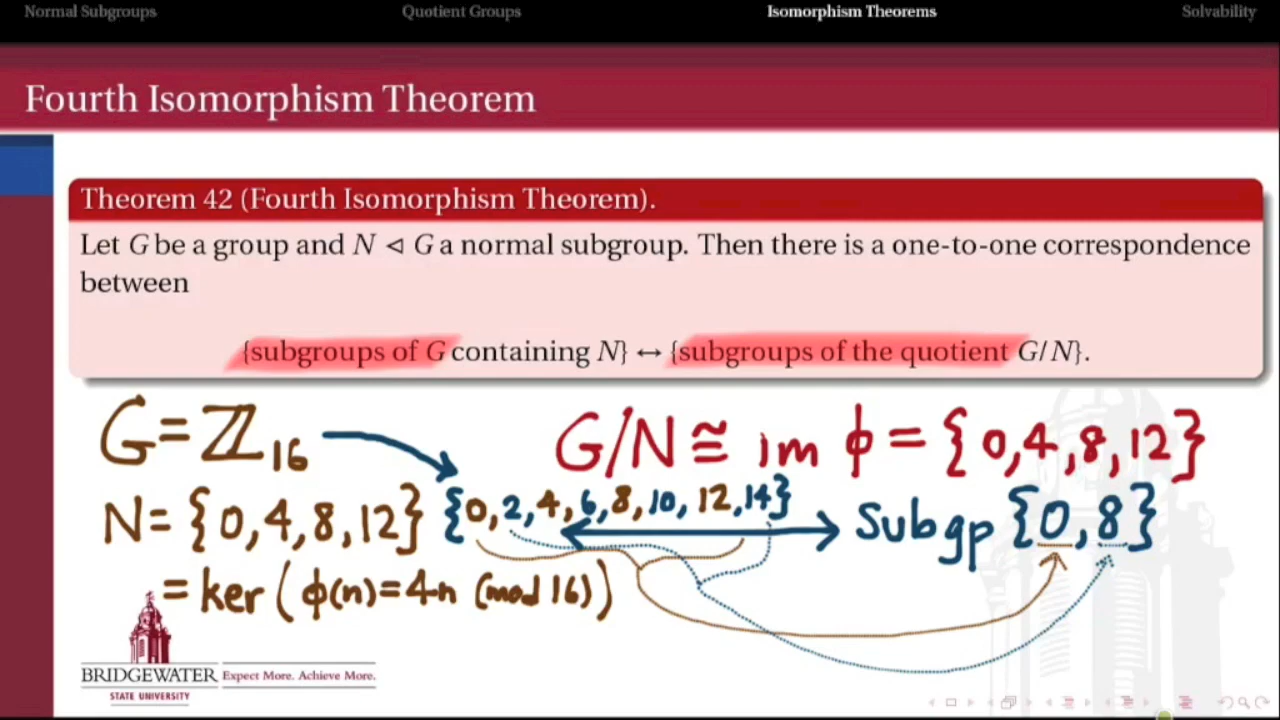 Normal Subgroups Quotient Groups Isomorphism Theorems Solvability
Fourth Isomorphism Theorem
Theorem 42 (Fourth Isomorphism Theorem).
Let G be a group and N ⊲ G a normal subgroup. Then there is a one-to-one correspondence
between
{subgroups of G containing N} ↔ {subgroups of the quotient G/N}.
G = ℤ₁₆
G/N ≅ im φ = {0,4,8,12}
N = {0,4,8,12} {0,2,4,6,8,10,12,14} subgp {0,8}
= ker(φ(n)=4n (mod 16))
BRIDGEWATER Expect More. Achieve More.
STATE UNIVERSITY